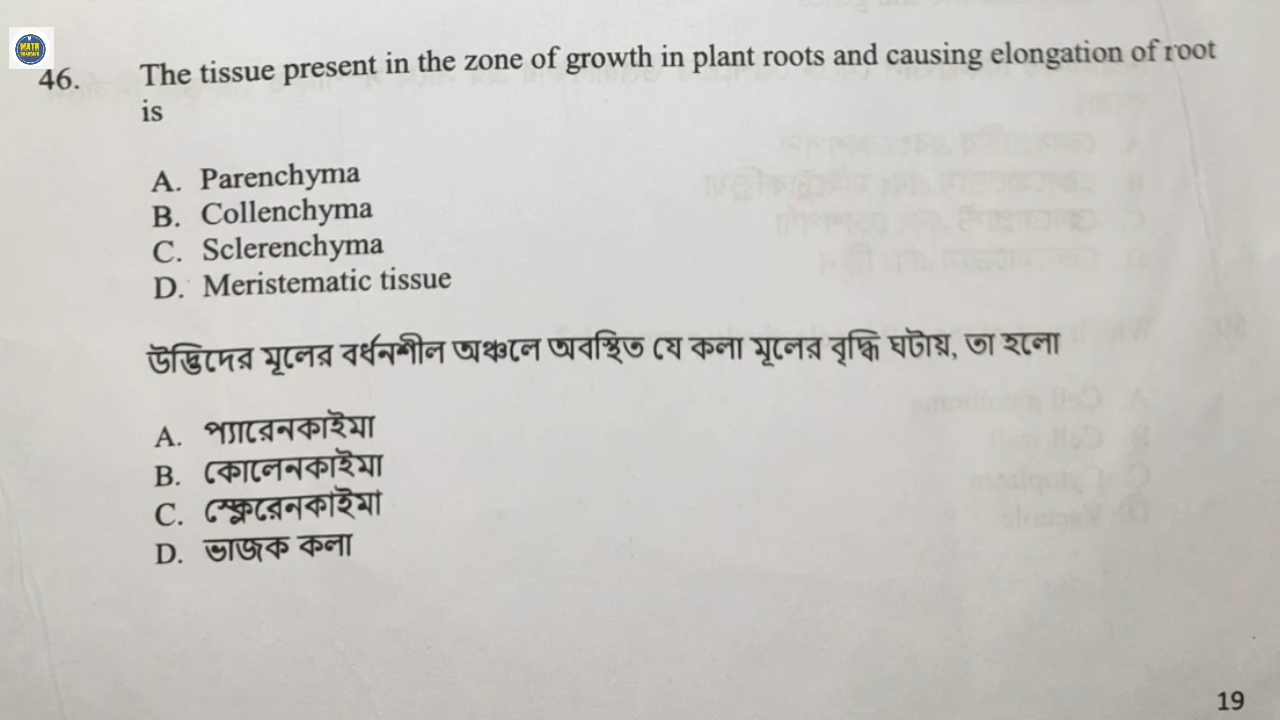 MATH
46. The tissue present in the zone of growth in plant roots and causing elongation of root
is
A. Parenchyma
B. Collenchyma
C. Sclerenchyma
D. Meristematic tissue
উদ্ভিদের মূলের বর্ধনশীল অঞ্চলে অবস্থিত যে কলা মূলের বৃদ্ধি ঘটায়, তা হলো
A. প্যারেনকাইমা
B. কোলেনকাইমা
C. স্ক্লেরেনকাইমা
D. ভাজক কলা
19